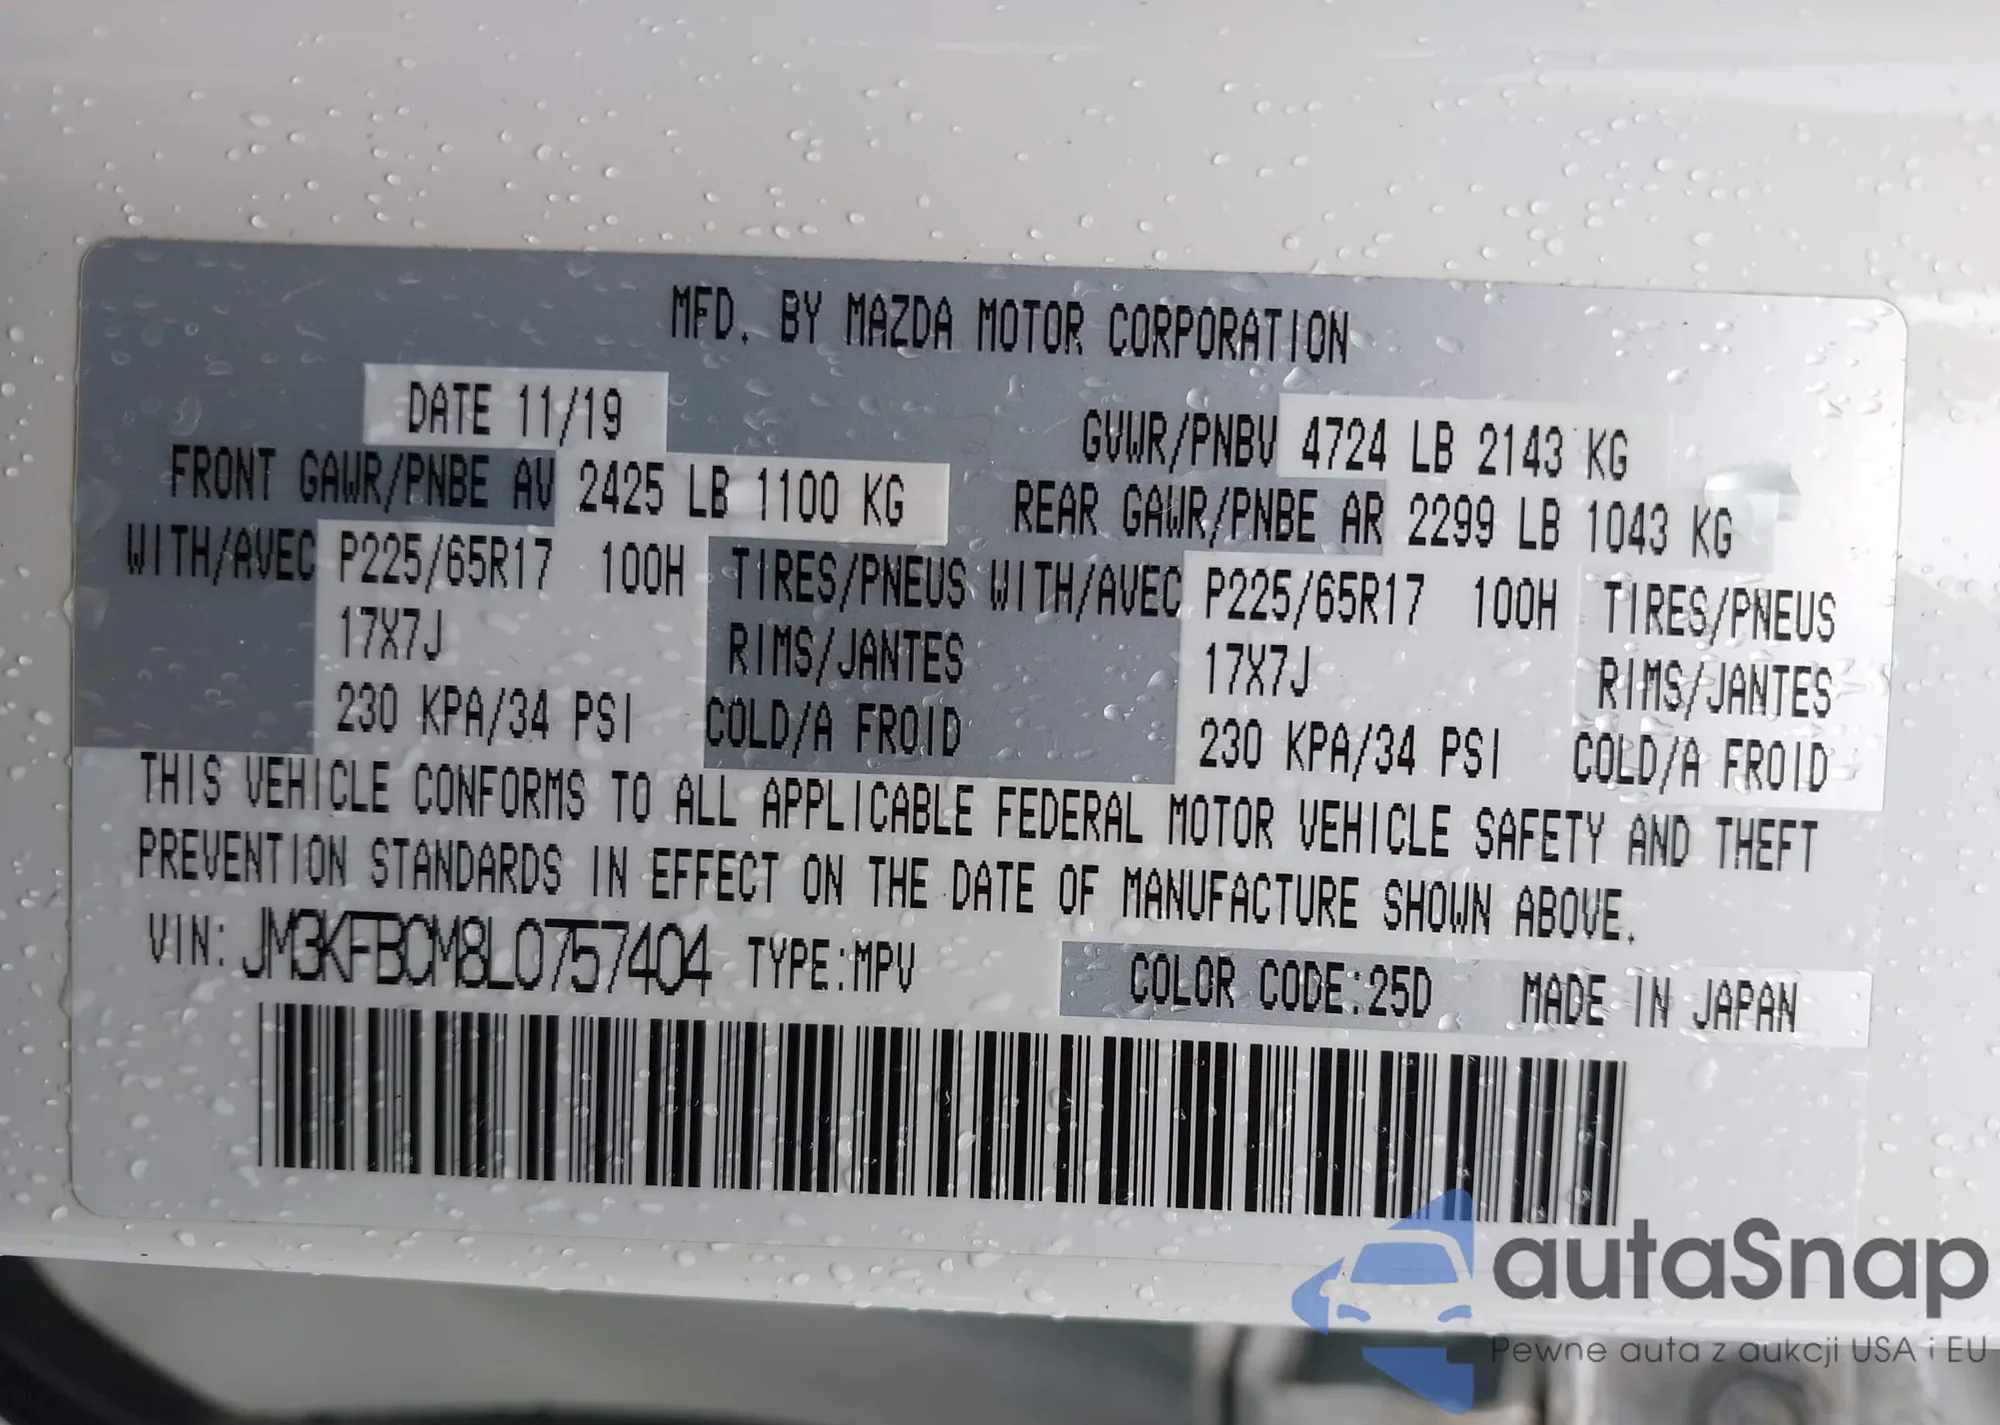 MFD. BY MAZDA MOTOR CORPORATION
DATE 11/19
GVWR/PNBV 4724 LB 2143 KG
FRONT GAWR/PNBE AV 2425 LB 1100 KG
REAR GAWR/PNBE AR 2299 LB 1043 KG
WITH/AVEC P225/65R17 100H TIRES/PNEUS WITH/AVEC P225/65R17 100H TIRES/PNEUS
17X7J RIMS/JANTES 17X7J RIMS/JANTES
230 KPA/34 PSI COLD/A FROID 230 KPA/34 PSI COLD/A FROID
THIS VEHICLE CONFORMS TO ALL APPLICABLE FEDERAL MOTOR VEHICLE SAFETY AND THEFT
PREVENTION STANDARDS IN EFFECT ON THE DATE OF MANUFACTURE SHOWN ABOVE.
VIN: JM3KFBCM8L0757404 TYPE:MPV COLOR CODE:25D MADE IN JAPAN
autaSnap
Pewne auta z aukcji USA i EU